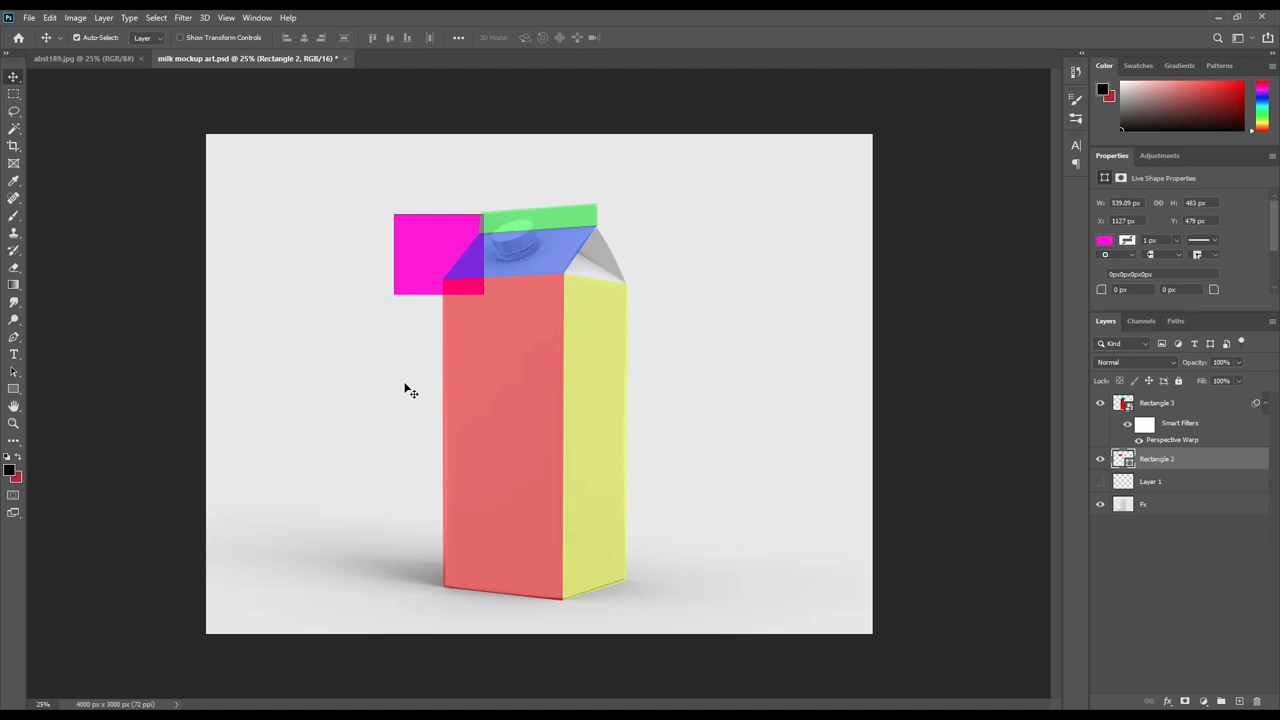 Ps File Edit Image Layer Type Select Filter 3D View Window Help
Auto-Select: Layer Show Transform Controls 3D Mode:
abst189.jpg @ 25% (RGB/8#) × milk mockup art.psd @ 25% (Rectangle 2, RGB/16) * ×
Color Swatches Gradients Patterns
Properties Adjustments
Live Shape Properties
W: 539.09 px H: 483 px
X: 1127 px Y: 479 px
1 px
0px0px0px0px
0 px 0 px
Layers Channels Paths
Kind
Normal Opacity: 100%
Lock: Fill: 100%
Rectangle 3
Smart Filters
Perspective Warp
Rectangle 2
Layer 1
Fx
25% 4000 px x 3000 px (72 ppi)